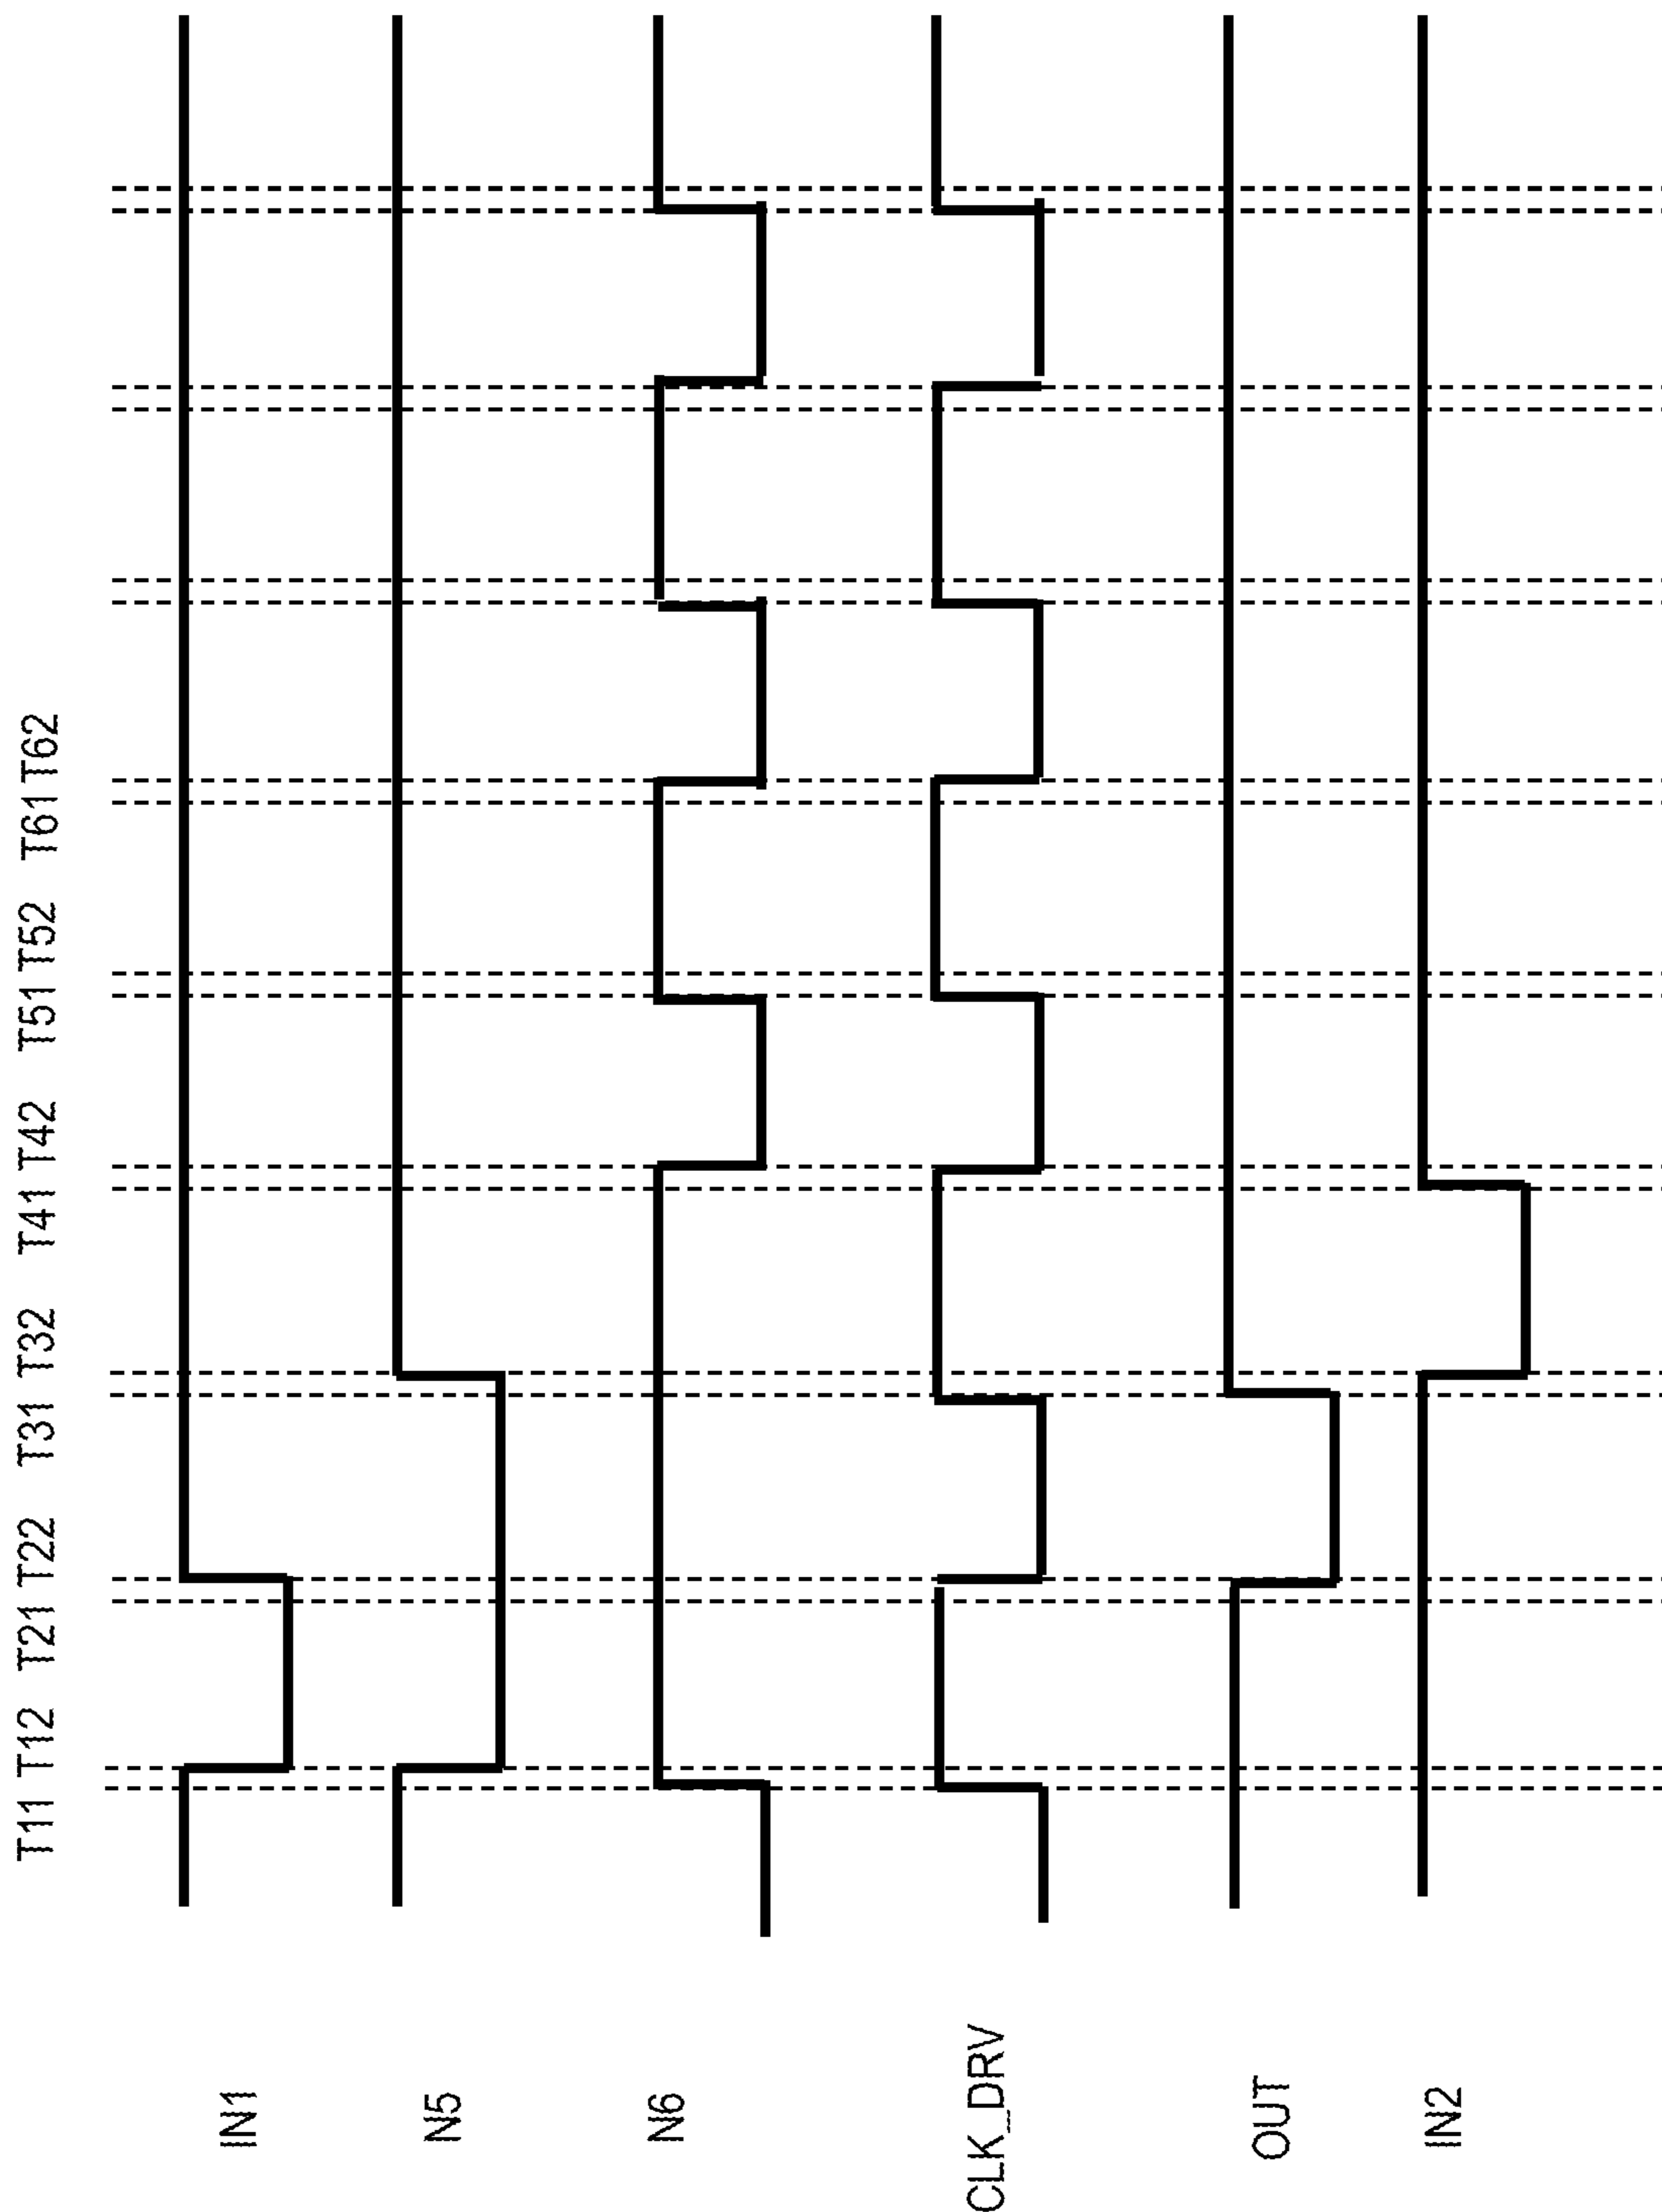 T11 T12 T21 T22 T31 T32 T41 T42 T51 T52 T61 T62
IN1
N5
N6
CLK_DRV
OUT
IN2